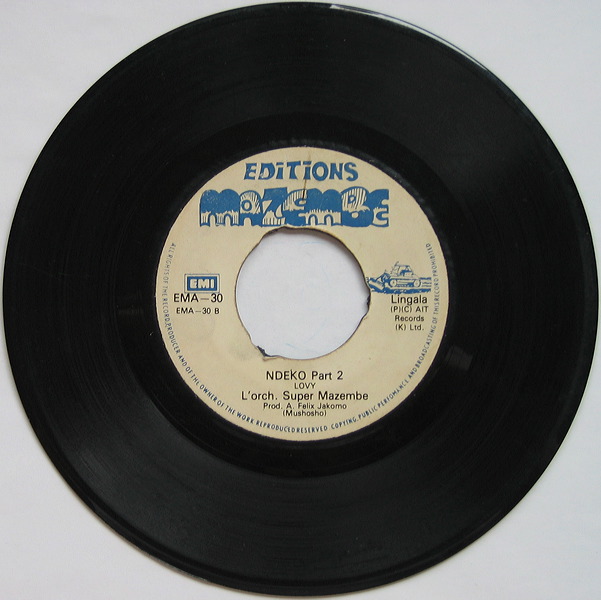 EDITIONS
MAZEMBE
EMI
EMA—30
EMA—30 B
Lingala
(P)(C) AIT
Records
(K) Ltd.
NDEKO Part 2
LOVY
L'orch. Super Mazembe
Prod. A. Felix Jakomo
(Mushosho)
ALL RIGHTS OF THE RECORD, PRODUCER AND OF THE OWNER OF THE WORK REPRODUCED RESERVED. COPYING, PUBLIC PERFOMANCE AND BROADCASTING OF THIS RECORD PROHIBITED